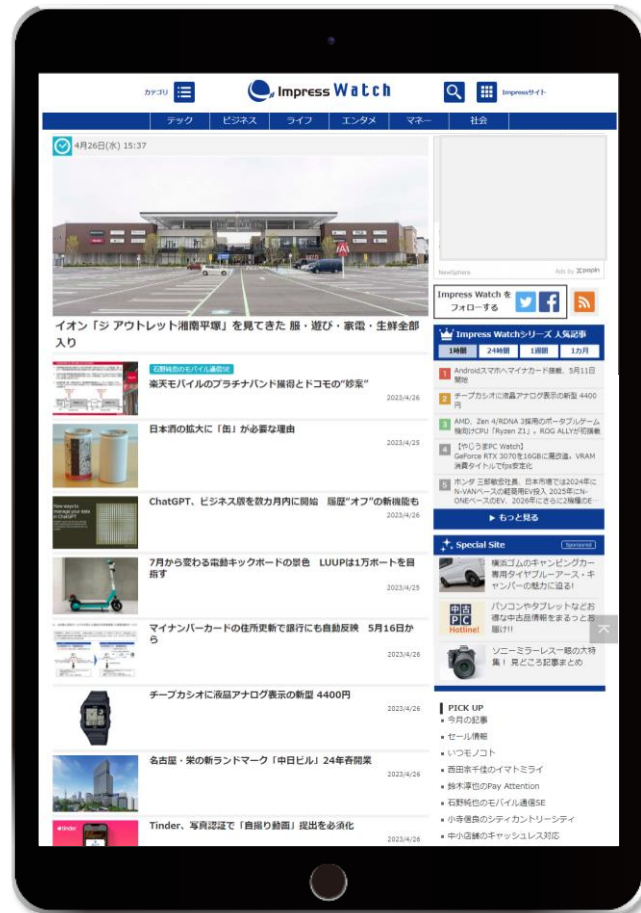 カテゴリ
Impress Watch
Impressサイト
テック
ビジネス
ライフ
エンタメ
マネー
社会
4月26日(水) 15:37
イオン「ジ アウトレット湘南平塚」を見てきた 服・遊び・家電・生鮮全部
入り
石野純也のモバイル通信SE
楽天モバイルのプラチナバンド獲得とドコモの“妙案”
2023/4/26
日本酒の拡大に「缶」が必要な理由
2023/4/25
ChatGPT、ビジネス版を数カ月内に開始 履歴“オフ”の新機能も
2023/4/26
7月から変わる電動キックボードの景色 LUUPは1万ポートを目
指す
2023/4/25
マイナンバーカードの住所更新で銀行にも自動反映 5月16日か
ら
2023/4/26
チープカシオに液晶アナログ表示の新型 4400円
2023/4/26
名古屋・栄の新ランドマーク「中日ビル」24年春開業
2023/4/26
tinder
Tinder、写真認証で「自撮り動画」提出を必須化
2023/4/26
NewSphere
Ads by popIn
Impress Watch を
フォローする
Impress Watchシリーズ 人気記事
1時間
24時間
1週間
1カ月
1
Androidスマホへマイナカード搭載、5月11日
開始
2
チープカシオに液晶アナログ表示の新型 4400
円
3
AMD、Zen 4/RDNA 3採用のポータブルゲーム
機向けCPU「Ryzen Z1」。ROG ALLYが初搭載
4
【やじうまPC Watch】
GeForce RTX 3070を16GBに魔改造。VRAM
消費タイトルでfps安定化
5
ホンダ 三部敏宏社長、日本市場では2024年に
N-VANベースの軽商用EV投入 2025年にN-
ONEベースのEV、2026年にさらに2機種のE…
もっと見る
Special Site
Sponsored
横浜ゴムのキャンピングカー
専用タイヤブルーアース・キ
ャンパーの魅力に迫る!
中古
PC
Hotline!
パソコンやタブレットなどお
得な中古品情報をまるっとお
届け!!
ソニーミラーレス一眼の大特
集! 見どころ記事まとめ
PICK UP
今月の記事
セール情報
いつモノコト
西田宗千佳のイマトミライ
鈴木淳也のPay Attention
石野純也のモバイル通信SE
小寺信良のシティカントリーシティ
中小店舗のキャッシュレス対応